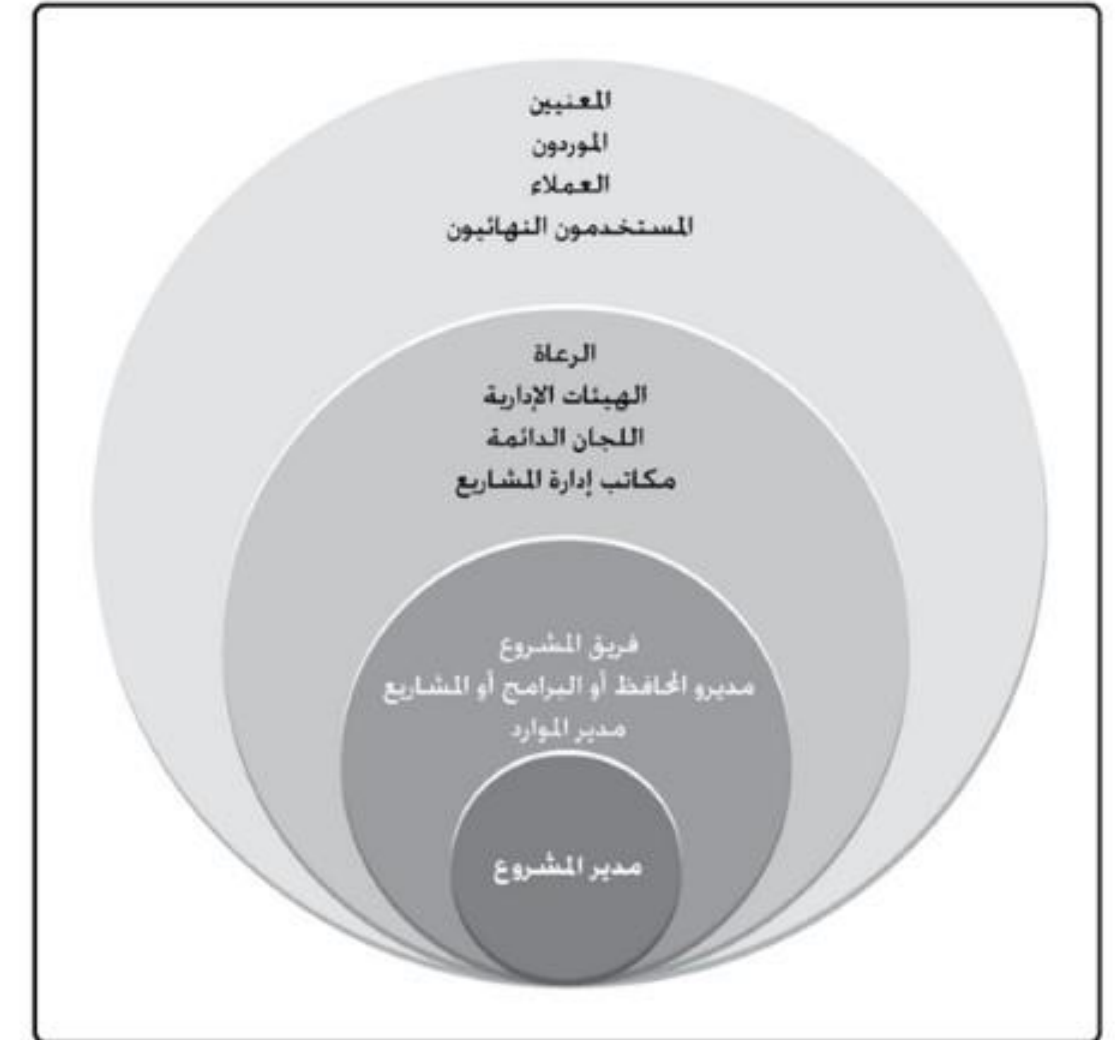 المعنيين
الموردون
العملاء
المستخدمون النهائيون
الرعاة
الهيئات الإدارية
اللجان الدائمة
مكاتب إدارة المشاريع
فريق المشروع
مديرو المحافظ أو البرامج أو المشاريع
مدير الموارد
مدير المشروع